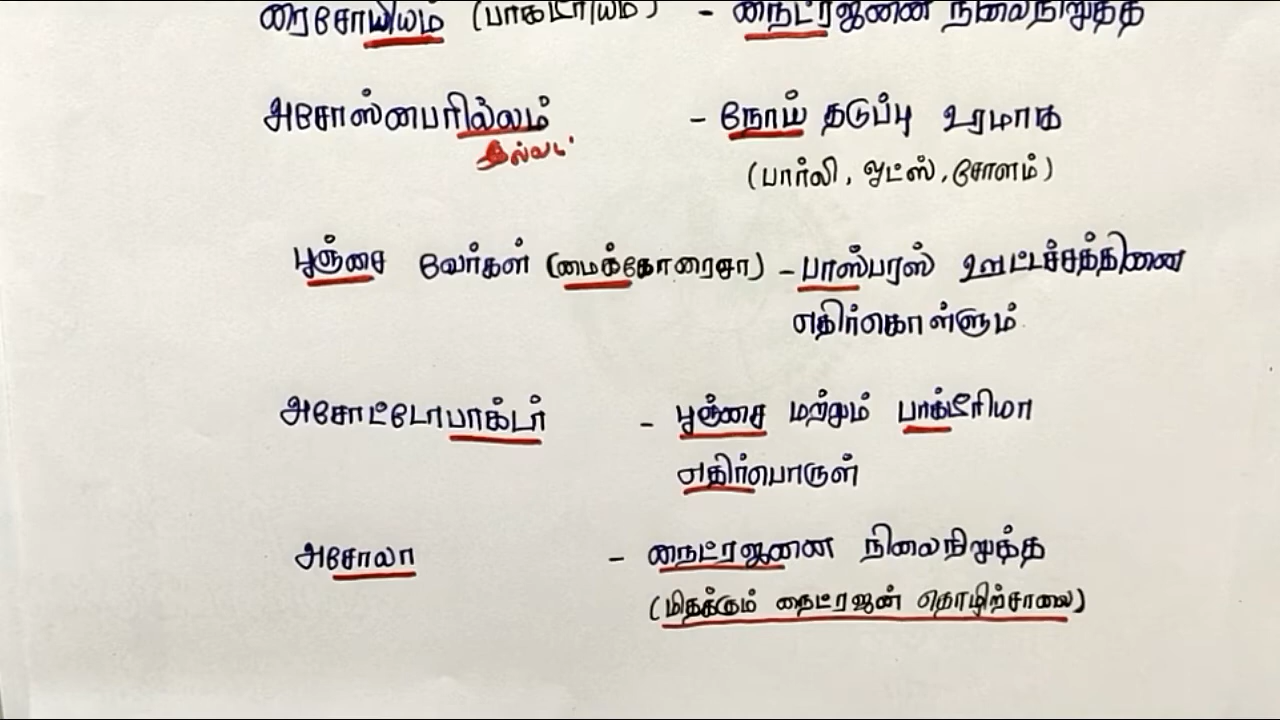 ரைசோபியம் (பாக்டீரியம்) - நைட்ரஜனை நிலைநிறுத்த
அசோஸ்பைரில்லம் - நோய் தடுப்பு உரமாக
(பார்லி, ஓட்ஸ், சோளம்)
பூஞ்சை வேர்கள் (மைக்கோரைசா) - பாஸ்பரஸ் ஊட்டச்சத்தினை
எதிர்கொள்ளும்
அசோட்டோபாக்டர் - பூஞ்சை மற்றும் பாக்டீரியா
எதிர்பொருள்
அசோலா - நைட்ரஜனை நிலைநிறுத்த
(மிதக்கும் நைட்ரஜன் தொழிற்சாலை)